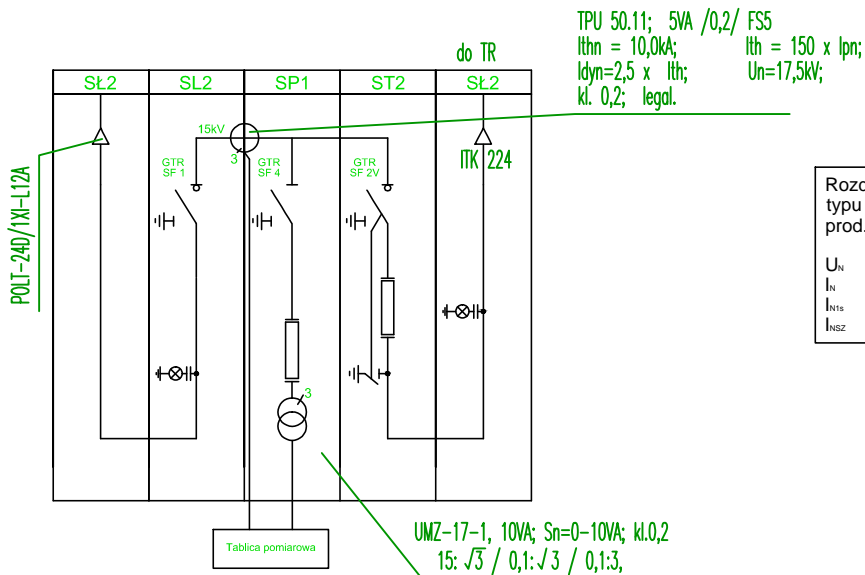 TPU 50.11; 5VA /0,2/ FS5
Ithn = 10,0kA; Ith = 150 x Ipn;
Idyn=2,5 x Ith; Un=17,5kV;
kl. 0,2; legal.
do TR
SŁ2 SL2 SP1 ST2 SŁ2
15kV
3
ITK 224
GTR
SF 1
GTR
SF 4
GTR
SF 2V
POLT-24D/1XI-L12A
typu
prod.
UN
IN
IN1s
INSZ
3
UMZ-17-1, 10VA; Sn=0-10VA; kl.0,2
15: √3 / 0,1:√3 / 0,1:3,
Tablica pomiarowa